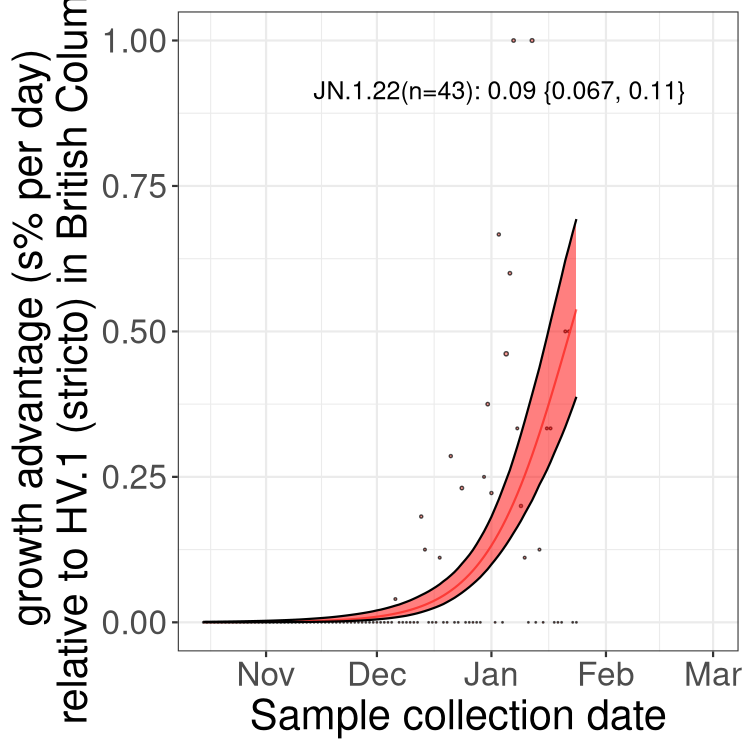 growth advantage (s% per day)
relative to HV.1 (stricto) in British Colum
1.00
JN.1.22(n=43): 0.09 {0.067, 0.11}
0.75
0.50
0.25
0.00
Nov Dec Jan Feb Mar
Sample collection date